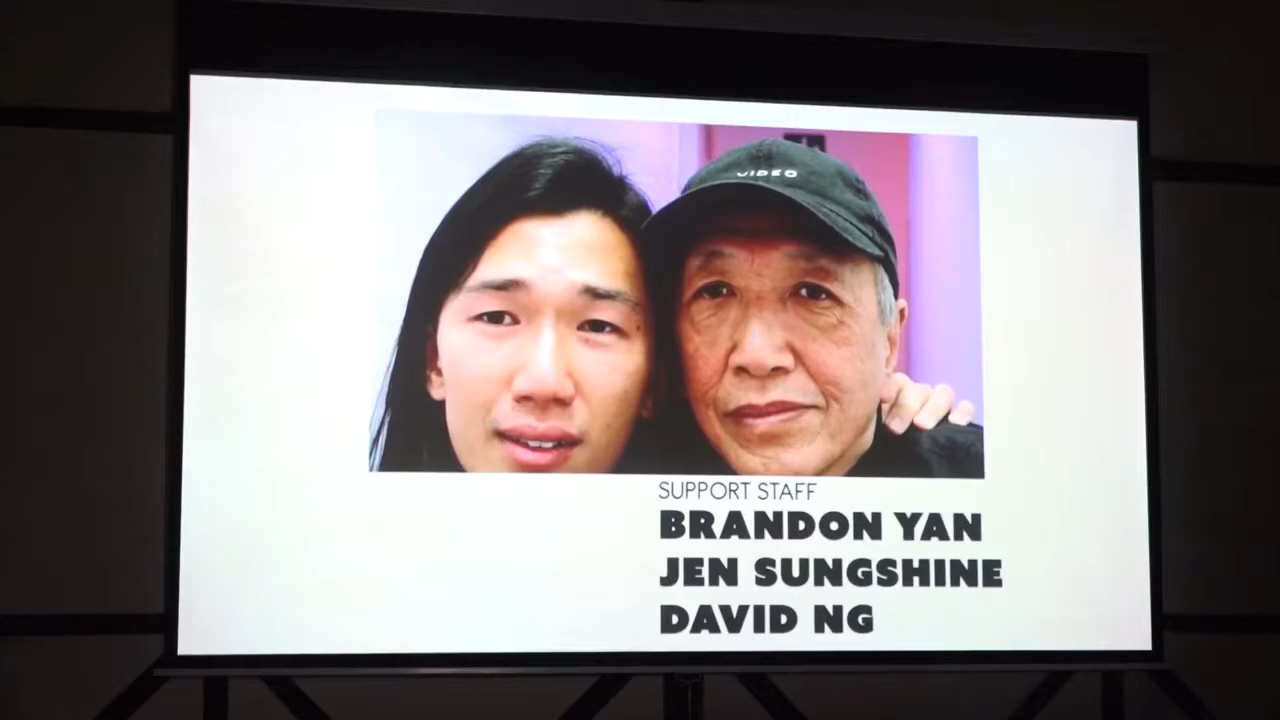 VIDEO
SUPPORT STAFF
BRANDON YAN
JEN SUNGSHINE
DAVID NG